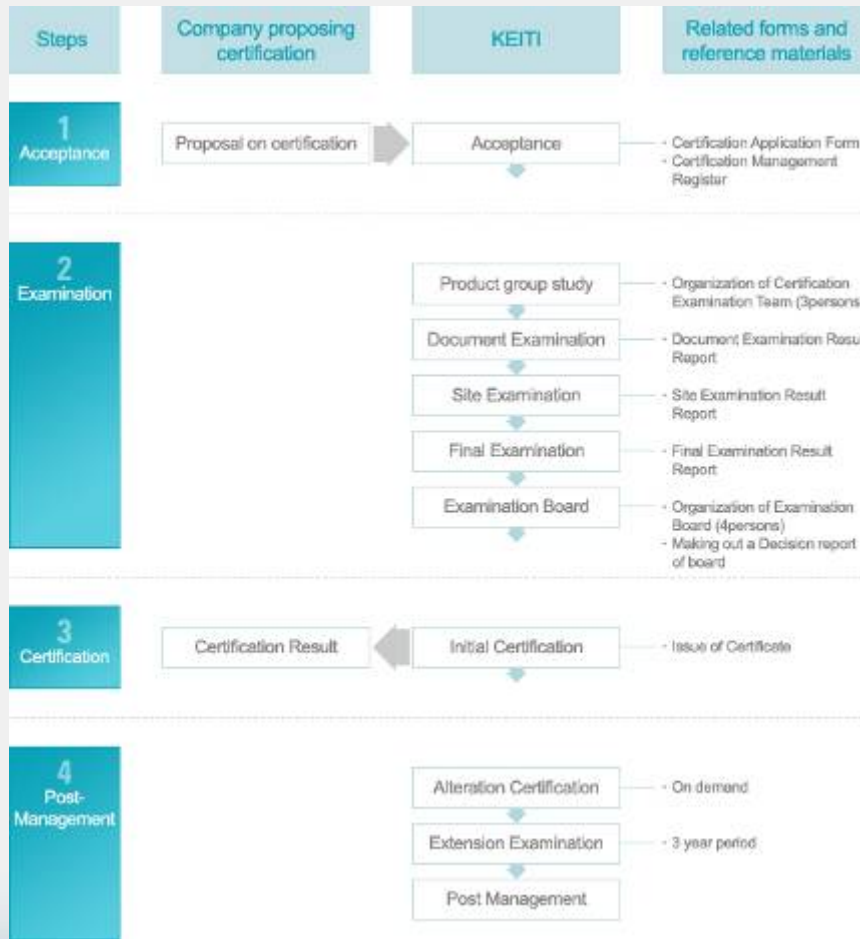 Steps
Company proposing
certification
KEITI
Related forms and
reference materials
1
Acceptance
Proposal on certification
Acceptance
- Certification Application Form
- Certification Management
Register
2
Examination
Product group study
- Organization of Certification
Examination Team (3persons
Document Examination
- Document Examination Resu
Report
Site Examination
- Site Examination Result
Report
Final Examination
- Final Examination Result
Report
Examination Board
- Organization of Examination
Board (4persons)
- Making out a Decision report
of board
3
Certification
Certification Result
Initial Certification
- Issue of Certificate
4
Post-
Management
Alteration Certification
- On demand
Extension Examination
- 3 year period
Post Management